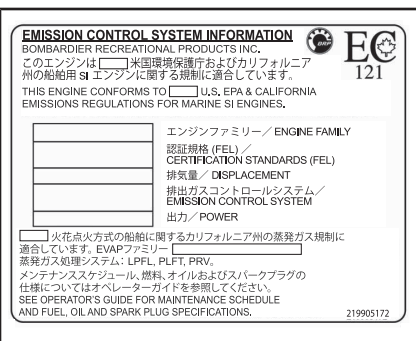 EMISSION CONTROL SYSTEM INFORMATION
BOMBARDIER RECREATIONAL PRODUCTS INC.
このエンジンは 米国環境保護庁およびカリフォルニア
州の船舶用 SI エンジンに関する規制に適合しています。
THIS ENGINE CONFORMS TO U.S. EPA & CALIFORNIA
EMISSIONS REGULATIONS FOR MARINE SI ENGINES.
brp
EC
121
エンジンファミリー／ENGINE FAMILY
認証規格 (FEL) ／
CERTIFICATION STANDARDS (FEL)
排気量／ DISPLACEMENT
排出ガスコントロールシステム／
EMISSION CONTROL SYSTEM
出力／POWER
火花点火方式の船舶に関するカリフォルニア州の蒸発ガス規制に
適合しています。EVAPファミリー
蒸発ガス処理システム: LPFL, PLFT, PRV。
メンテナンススケジュール、燃料、オイルおよびスパークプラグの
仕様についてはオペレーターガイドを参照してください。
SEE OPERATOR'S GUIDE FOR MAINTENANCE SCHEDULE
AND FUEL, OIL AND SPARK PLUG SPECIFICATIONS.
219905172